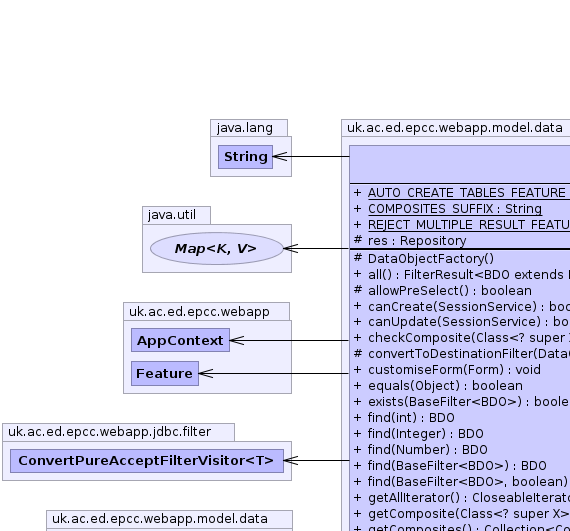 java.lang
String
java.util
Map<K, V>
uk.ac.ed.epcc.webapp
AppContext
Feature
uk.ac.ed.epcc.webapp.jdbc.filter
ConvertPureAcceptFilterVisitor<T>
uk.ac.ed.epcc.webapp.model.data
uk.ac.ed.epcc.webapp.model.data
+ AUTO_CREATE_TABLES_FEATURE
+ COMPOSITES_SUFFIX : String
+ REJECT_MULTIPLE_RESULT_FEATU
# res : Repository
# DataObjectFactory()
+ all() : FilterResult<BDO extends
# allowPreSelect() : boolean
+ canCreate(SessionService) : boo
+ canUpdate(SessionService) : bo
+ checkComposite(Class<? super
# convertToDestinationFilter(Data
+ customiseForm(Form) : void
+ equals(Object) : boolean
+ exists(BaseFilter<BDO>) : boole
+ find(int) : BDO
+ find(Integer) : BDO
+ find(Number) : BDO
+ find(BaseFilter<BDO>) : BDO
+ find(BaseFilter<BDO>, boolean)
+ getAllIterator() : CloseableIterato
+ getComposite(Class<? super X>
+ getComposites() : Collection<Co